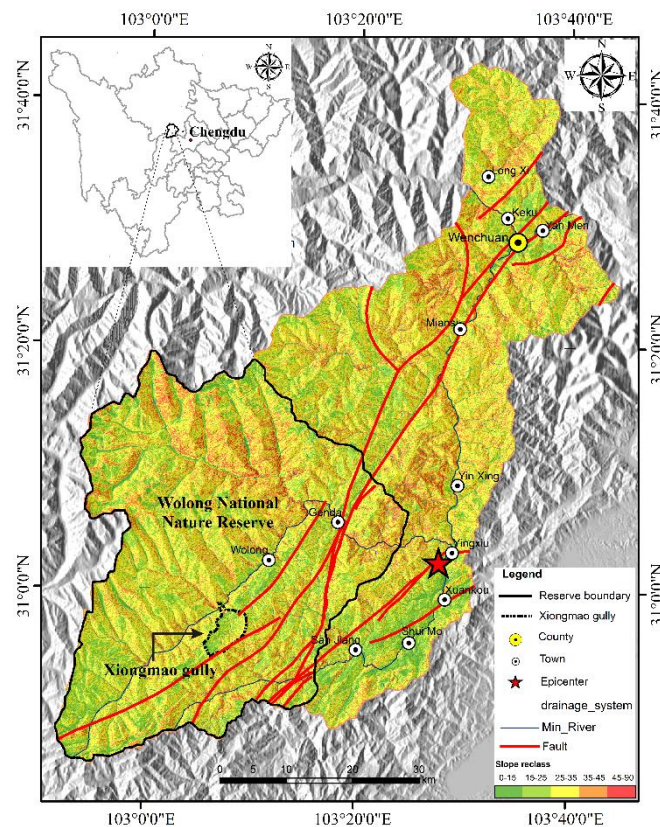 103°0'0"E
103°20'0"E
103°40'0"E
N
W
E
S
N
W
E
S
Chengdu
31°40'0"N
31°40'0"N
Long Xi
Keku
Yan Men
Wenchuan
31°20'0"N
31°20'0"N
Miansi
Yin Xing
Wolong National
Nature Reserve
Genda
Wolong
Yingxiu
31°0'0"N
31°0'0"N
Xuankou
Shui Mo
San Jiang
Xiongmao gully
Legend
Reserve boundary
Xiongmao gully
County
Town
Epicenter
drainage_system
Min_River
Fault
Slope reclass
0-15 15-25 25-35 35-45 45-90
0 10 20 30
km
103°0'0"E
103°20'0"E
103°40'0"E